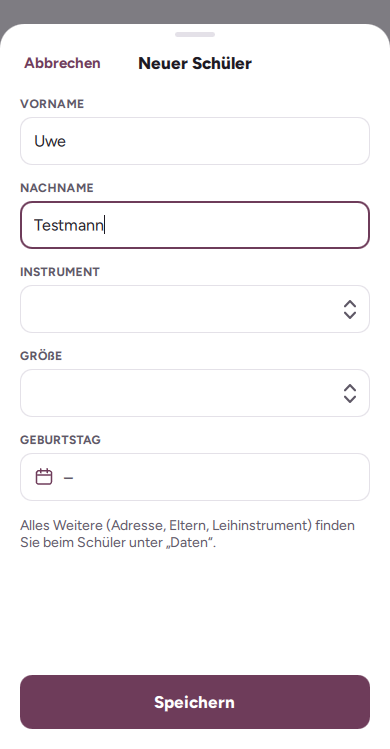 Abbrechen Neuer Schüler
VORNAME
Uwe
NACHNAME
Testmann
INSTRUMENT
GRÖßE
GEBURTSTAG
–
Alles Weitere (Adresse, Eltern, Leihinstrument) finden
Sie beim Schüler unter „Daten“.
Speichern